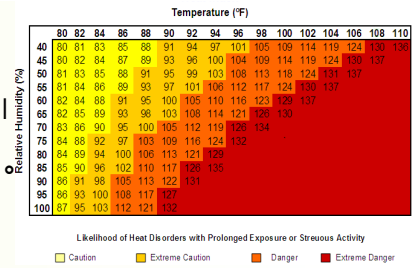 Temperature (°F)
80 82 84 86 88 90 92 94 96 98 100 102 104 106 108 110
Relative Humidity (%)
40 80 81 83 85 88 91 94 97 101 105 109 114 119 124 130 136
45 80 82 84 87 89 93 96 100 104 109 114 119 124 130 137
50 81 83 85 88 91 95 99 103 108 113 118 124 131 137
55 81 84 86 89 93 97 101 106 112 117 124 130 137
60 82 84 88 91 95 100 105 110 116 123 129 137
65 82 85 89 93 98 103 108 114 121 126 130
70 83 86 90 95 100 105 112 119 126 134
75 84 88 92 97 103 109 116 124 132
80 84 89 94 100 106 113 121 129
85 85 90 96 102 110 117 126 135
90 86 91 98 105 113 122 131
95 86 93 100 108 117 127
100 87 95 103 112 121 132
Likelihood of Heat Disorders with Prolonged Exposure or Streuous Activity
Caution Extreme Caution Danger Extreme Danger